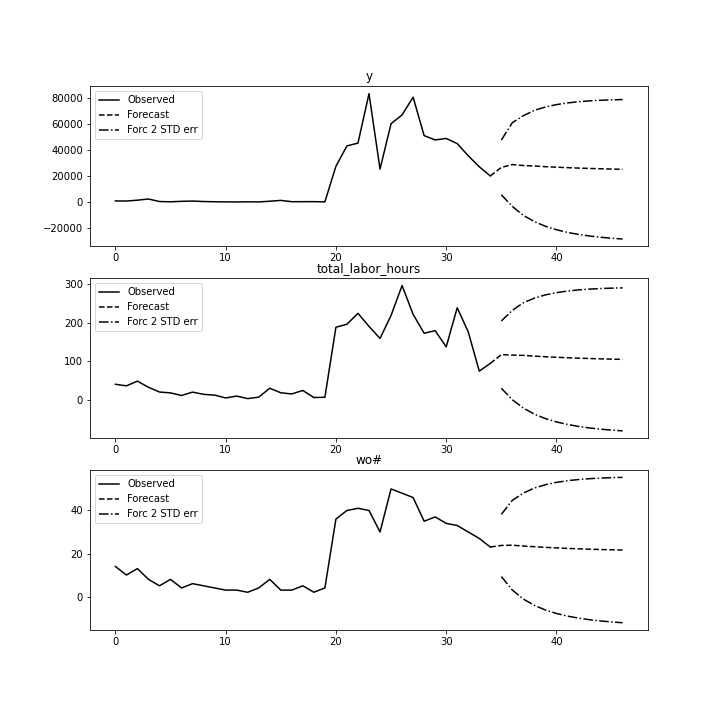 y
80000
60000
40000
20000
0
−20000
Observed
Forecast
Forc 2 STD err
0 10 20 30 40
total_labor_hours
300
200
100
0
Observed
Forecast
Forc 2 STD err
0 10 20 30 40
wo#
40
20
0
Observed
Forecast
Forc 2 STD err
0 10 20 30 40